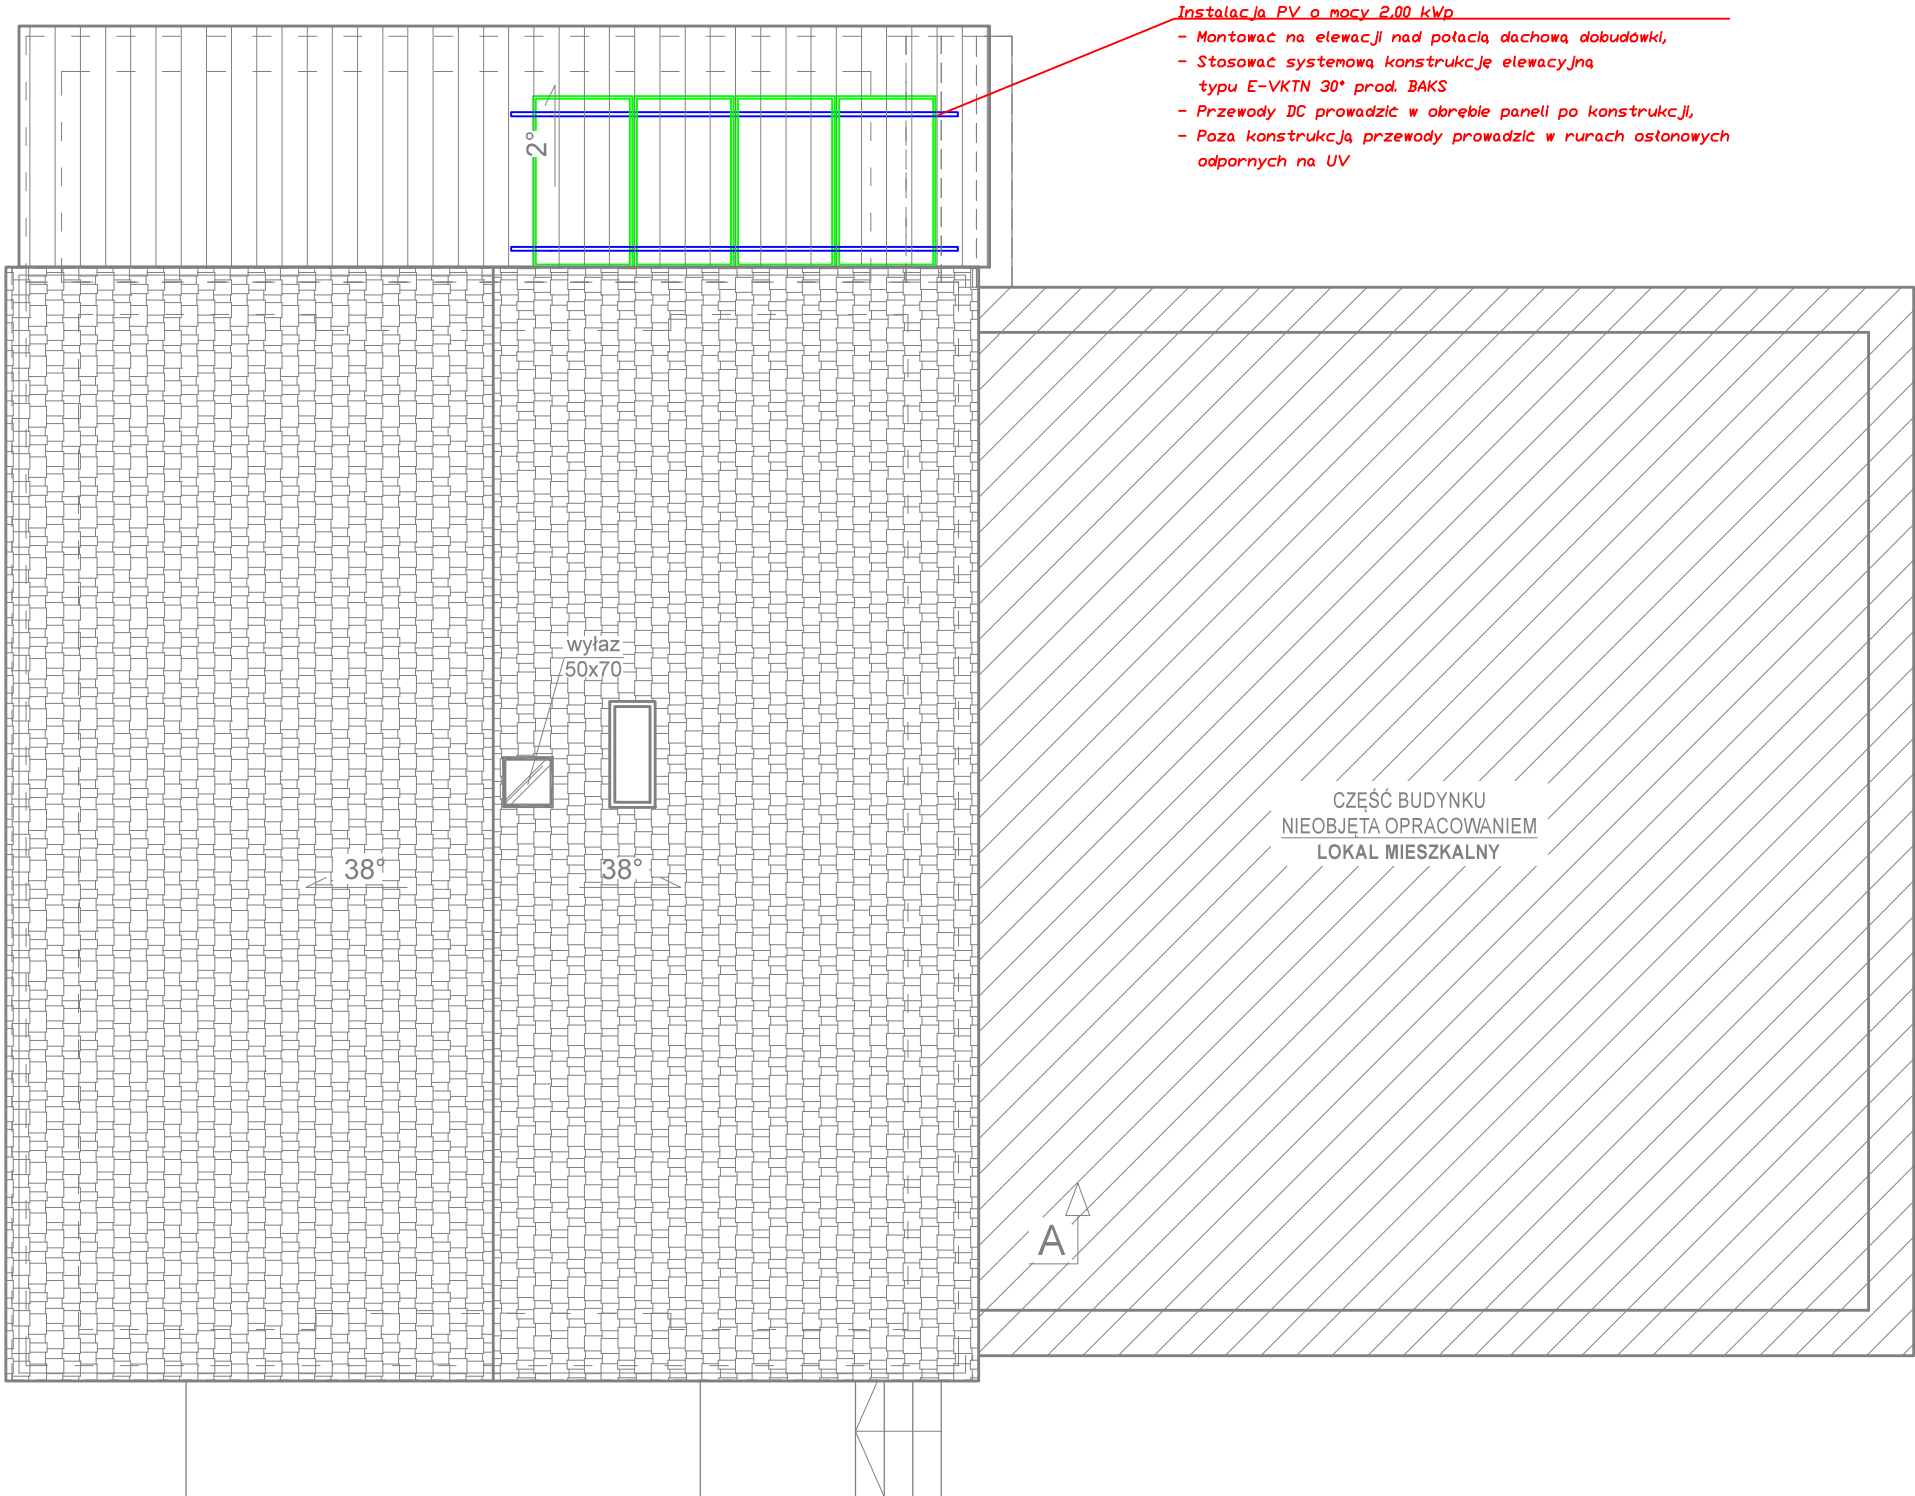 Instalacja PV o mocy 2,00 kWp
- Montować na elewacji nad połacią dachową dobudówki,
- Stosować systemową konstrukcję elewacyjną
typu E-VKTN 30° prod. BAKS
- Przewody DC prowadzić w obrębie paneli po konstrukcji,
- Poza konstrukcją przewody prowadzić w rurach osłonowych
odpornych na UV
2°
wyłaz
50x70
38°
38°
CZĘŚĆ BUDYNKU
NIEOBJĘTA OPRACOWANIEM
LOKAL MIESZKALNY
A